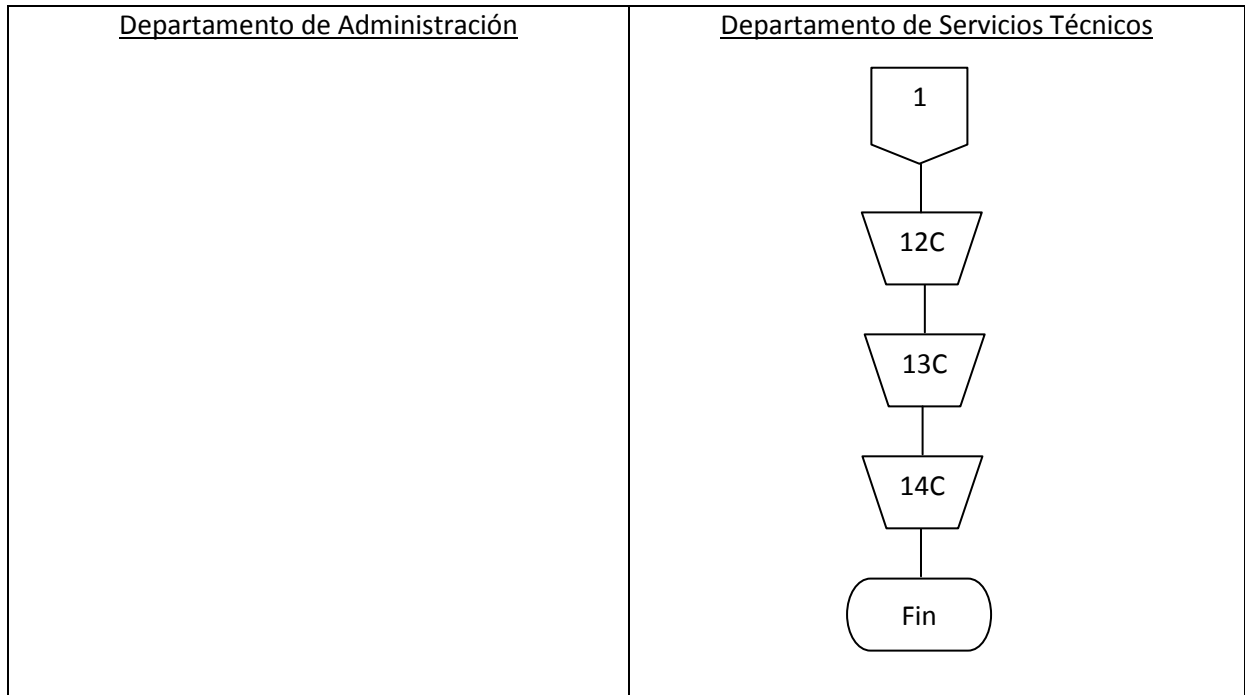 Departamento de Administración
Departamento de Servicios Técnicos
1
12C
13C
14C
Fin